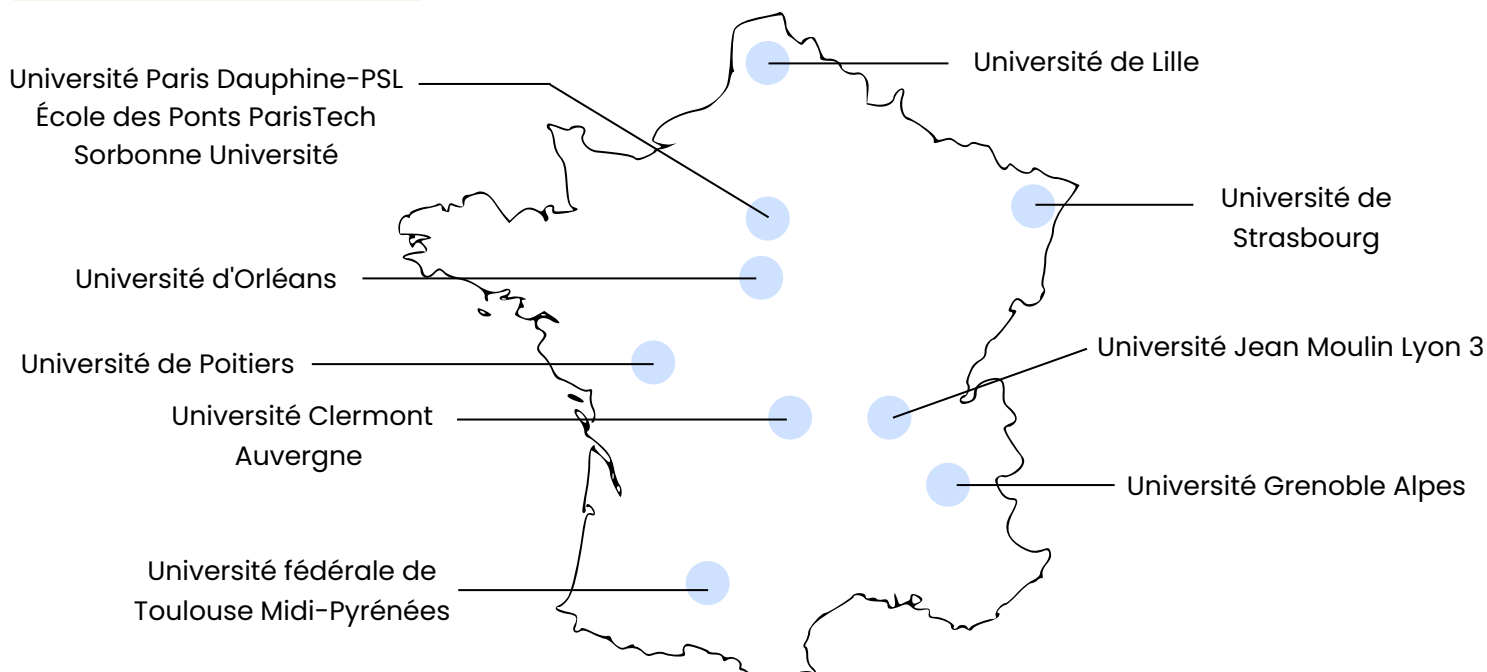 Université de Lille
Université Paris Dauphine-PSL
École des Ponts ParisTech
Sorbonne Université
Université de
Strasbourg
Université d'Orléans
Université Jean Moulin Lyon 3
Université de Poitiers
Université Clermont
Auvergne
Université Grenoble Alpes
Université fédérale de
Toulouse Midi-Pyrénées